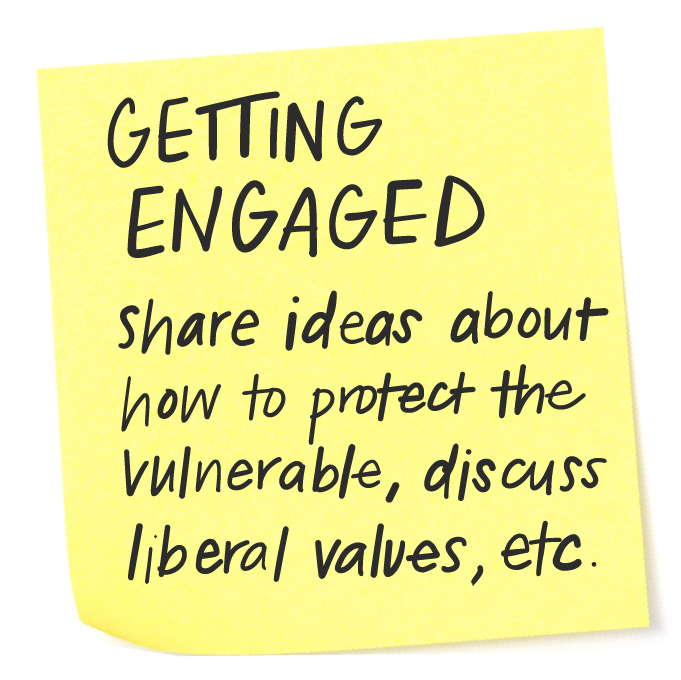 GETTING
ENGAGED
share ideas about
how to protect the
vulnerable, discuss
liberal values, etc.